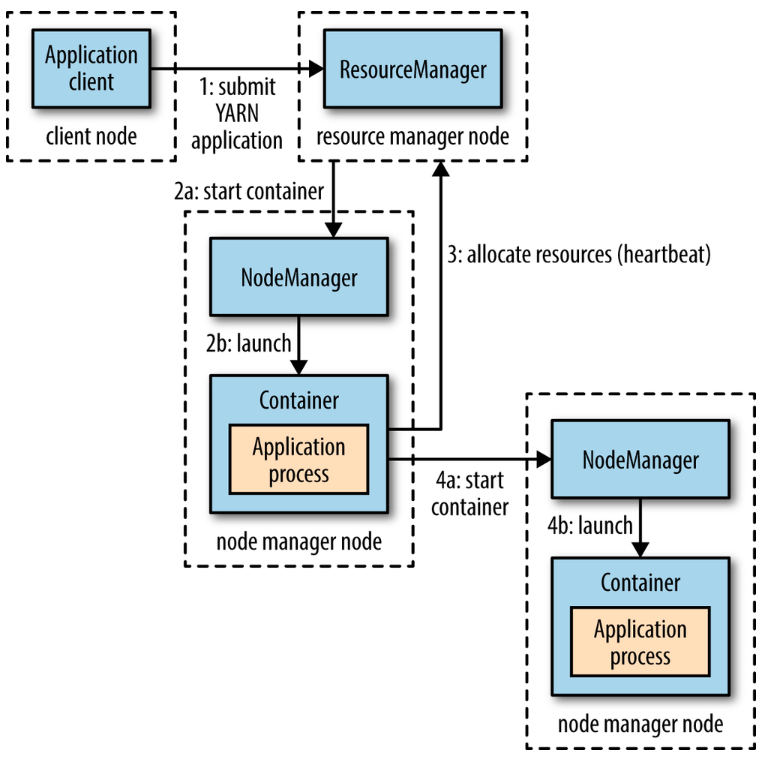 Application
client
client node
1: submit
YARN
application
ResourceManager
resource manager node
2a: start container
NodeManager
2b: launch
Container
Application
process
node manager node
3: allocate resources (heartbeat)
4a: start
container
NodeManager
4b: launch
Container
Application
process
node manager node